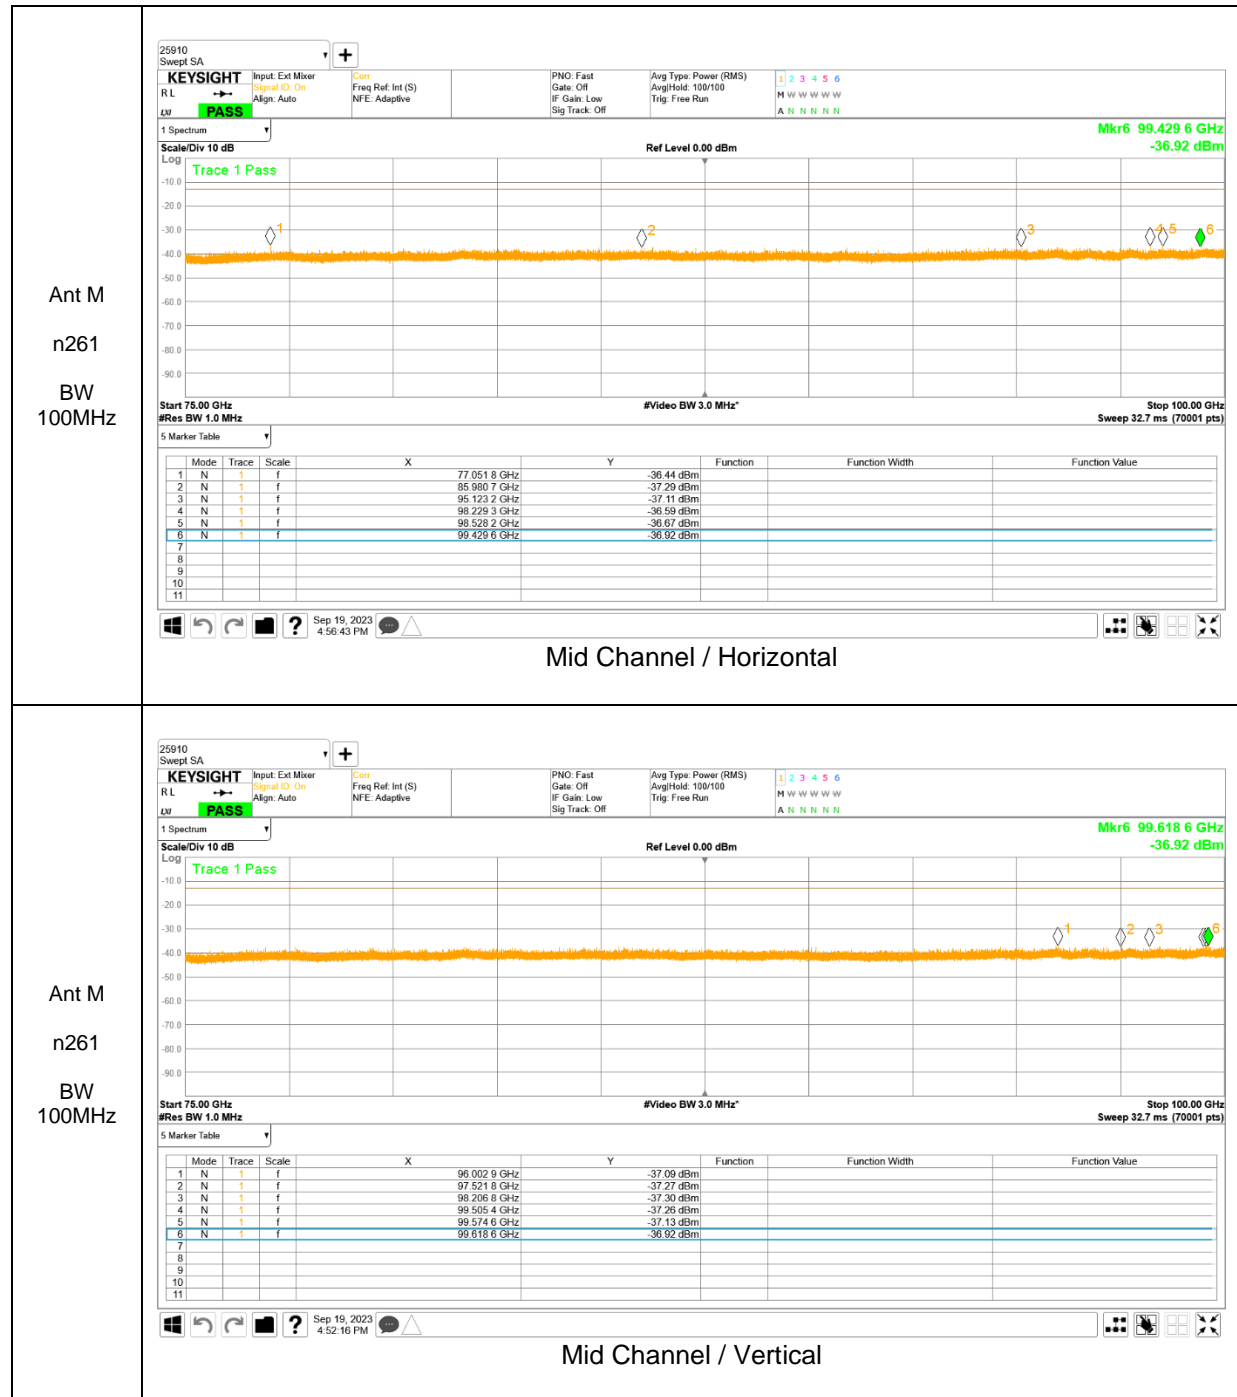 Ant M
n261
BW
100MHz
25910
Swept SA
KEYSIGHT
RL
LXI
PASS
Input: Ext Mixer
Signal ID: On
Align: Auto
Corr
Freq Ref: Int (S)
NFE: Adaptive
PNO: Fast
Gate: Off
IF Gain: Low
Sig Track: Off
Avg Type: Power (RMS)
Avg|Hold: 100/100
Trig: Free Run
1 2 3 4 5 6
M W W W W W W
A N N N N N
1 Spectrum
Mkr6 99.429 6 GHz
Scale/Div 10 dB
Ref Level 0.00 dBm
-36.92 dBm
Log
Trace 1 Pass
-10.0
-20.0
-30.0
-40.0
-50.0
-60.0
-70.0
-80.0
-90.0
1 2 3 4 5 6
Start 75.00 GHz
#Video BW 3.0 MHz*
Stop 100.00 GHz
#Res BW 1.0 MHz
Sweep 32.7 ms (70001 pts)
5 Marker Table
Mode Trace Scale X Y Function Function Width Function Value
1 N 1 f 77.051 8 GHz -36.44 dBm
2 N 1 f 85.980 7 GHz -37.29 dBm
3 N 1 f 95.123 2 GHz -37.11 dBm
4 N 1 f 98.229 3 GHz -36.59 dBm
5 N 1 f 98.528 2 GHz -36.67 dBm
6 N 1 f 99.429 6 GHz -36.92 dBm
7
8
9
10
11
?
Sep 19, 2023
4:56:43 PM
Mid Channel / Horizontal
Ant M
n261
BW
100MHz
25910
Swept SA
KEYSIGHT
RL
LXI
PASS
Input: Ext Mixer
Signal ID: On
Align: Auto
Corr
Freq Ref: Int (S)
NFE: Adaptive
PNO: Fast
Gate: Off
IF Gain: Low
Sig Track: Off
Avg Type: Power (RMS)
Avg|Hold: 100/100
Trig: Free Run
1 2 3 4 5 6
M W W W W W W
A N N N N N
1 Spectrum
Mkr6 99.618 6 GHz
Scale/Div 10 dB
Ref Level 0.00 dBm
-36.92 dBm
Log
Trace 1 Pass
-10.0
-20.0
-30.0
-40.0
-50.0
-60.0
-70.0
-80.0
-90.0
1 2 3 6
Start 75.00 GHz
#Video BW 3.0 MHz*
Stop 100.00 GHz
#Res BW 1.0 MHz
Sweep 32.7 ms (70001 pts)
5 Marker Table
Mode Trace Scale X Y Function Function Width Function Value
1 N 1 f 96.002 9 GHz -37.09 dBm
2 N 1 f 97.521 8 GHz -37.27 dBm
3 N 1 f 98.206 8 GHz -37.30 dBm
4 N 1 f 99.505 4 GHz -37.26 dBm
5 N 1 f 99.574 6 GHz -37.13 dBm
6 N 1 f 99.618 6 GHz -36.92 dBm
7
8
9
10
11
?
Sep 19, 2023
4:52:16 PM
Mid Channel / Vertical